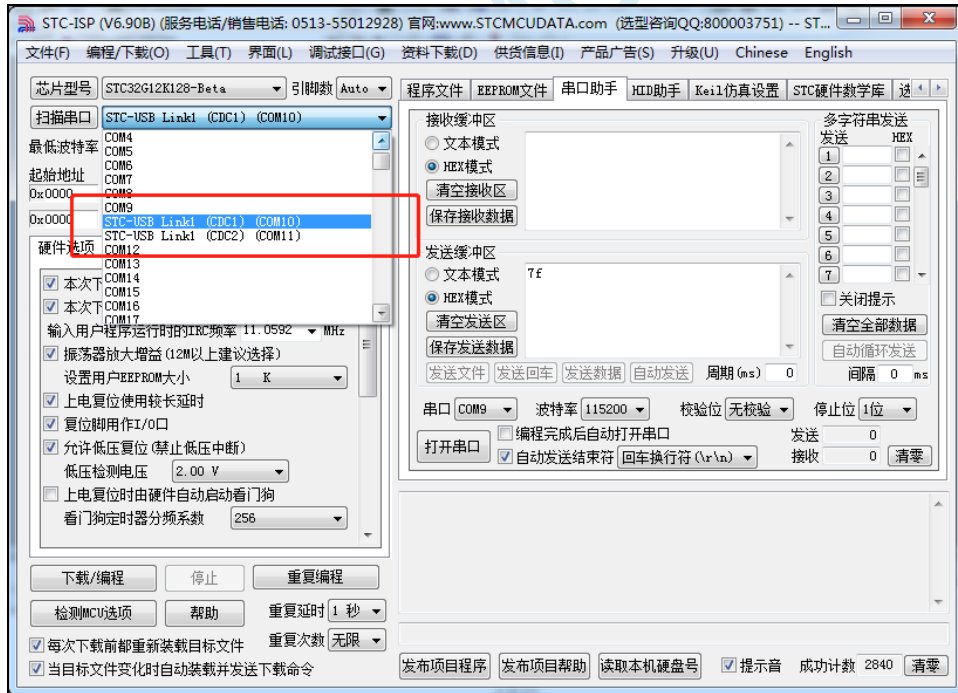 STC-ISP (V6.90B) (服务电话/销售电话: 0513-55012928) 官网:www.STCMCUDATA.com (选型咨询QQ:800003751) -- ST...
文件(F) 编程/下载(O) 工具(T) 界面(L) 调试接口(G) 资料下载(D) 供货信息(I) 产品广告(S) 升级(U) Chinese English
芯片型号 STC32G12K128-Beta 引脚数 Auto
扫描串口 STC-USB Link1 (CDC1) (COM10)
最低波特率
COM4
COM5
COM6
起始地址
COM7
0x0000
COM8
COM9
0x0000
STC-USB Link1 (CDC1) (COM10)
STC-USB Link1 (CDC2) (COM11)
硬件选项
COM12
COM13
本次下
COM14
COM15
本次下
COM16
COM17
输入用户程序运行时的IRC频率 11.0592 MHz
振荡器放大增益(12M以上建议选择)
设置用户EEPROM大小 1 K
上电复位使用较长延时
复位脚用作I/O口
允许低压复位(禁止低压中断)
低压检测电压 2.00 V
上电复位时由硬件自动启动看门狗
看门狗定时器分频系数 256
下载/编程 停止 重复编程
检测MCU选项 帮助 重复延时 1 秒
每次下载前都重新装载目标文件 重复次数 无限
当目标文件变化时自动装载并发送下载命令
程序文件 EEPROM文件 串口助手 HID助手 Keil仿真设置 STC硬件数学库
接收缓冲区
文本模式
HEX模式
清空接收区
保存接收数据
发送缓冲区
文本模式 7f
HEX模式
清空发送区
保存发送数据
发送文件 发送回车 发送数据 自动发送 周期(ms) 0
多字符串发送
发送 HEX
1
2
3
4
5
6
7
关闭提示
清空全部数据
自动循环发送
间隔 0 ms
串口 COM9 波特率 115200 校验位 无校验 停止位 1位
打开串口
编程完成后自动打开串口 发送 0
自动发送结束符 回车换行符(\r\n) 接收 0 清零
发布项目程序 发布项目帮助 读取本机硬盘号 提示音 成功计数 2840 清零